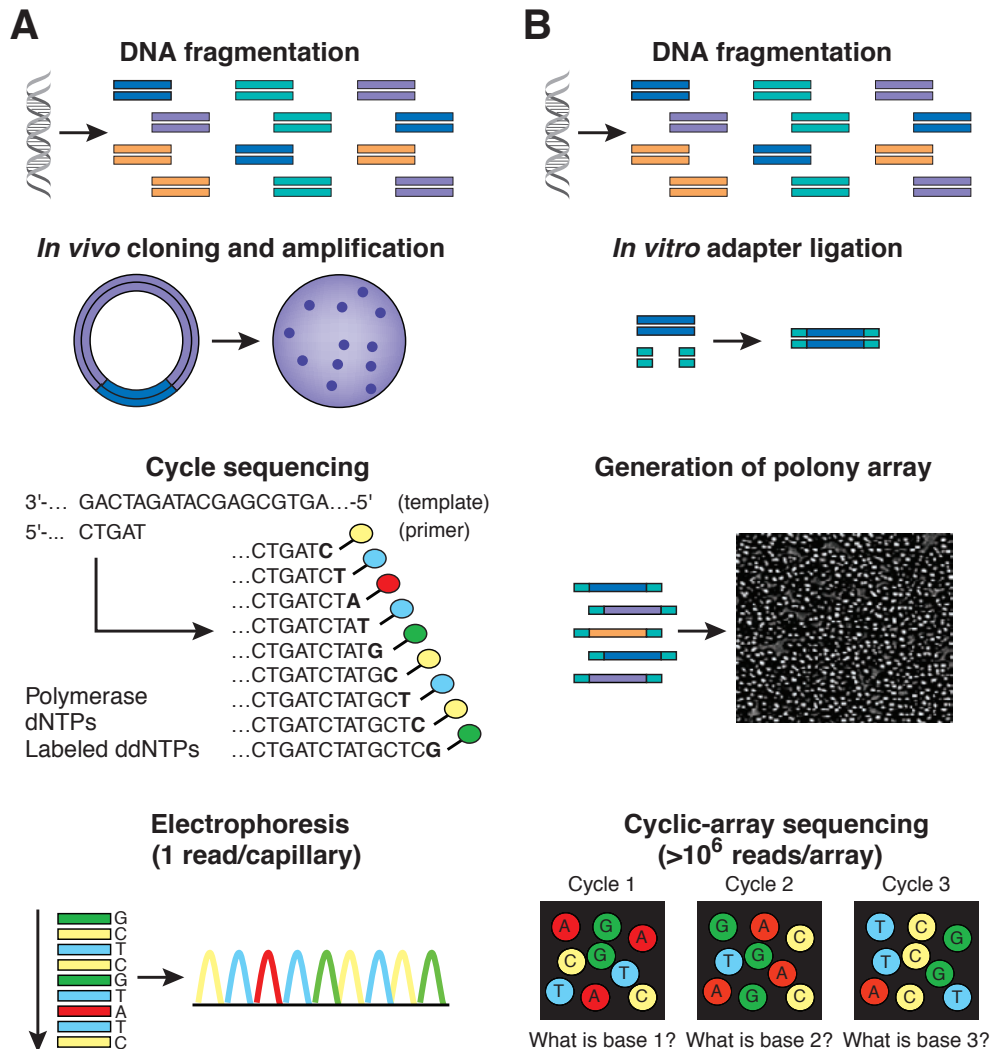 A
DNA fragmentation
In vivo cloning and amplification
Cycle sequencing
3'-... GACTAGATACGAGCGTGA...-5' (template)
5'-... CTGAT (primer)
...CTGATC
...CTGATCT
...CTGATCTA
...CTGATCTAT
...CTGATCTATG
...CTGATCTATGC
...CTGATCTATGCT
...CTGATCTATGCTC
...CTGATCTATGCTCG
Polymerase
dNTPs
Labeled ddNTPs
Electrophoresis
(1 read/capillary)
G
C
T
C
G
T
A
T
C
B
DNA fragmentation
In vitro adapter ligation
Generation of polony array
Cyclic-array sequencing
(>10⁶ reads/array)
Cycle 1 Cycle 2 Cycle 3
A G A
C G T
T A C
G A C
T G A
A G C
T C G
T C G
A C T
What is base 1? What is base 2? What is base 3?